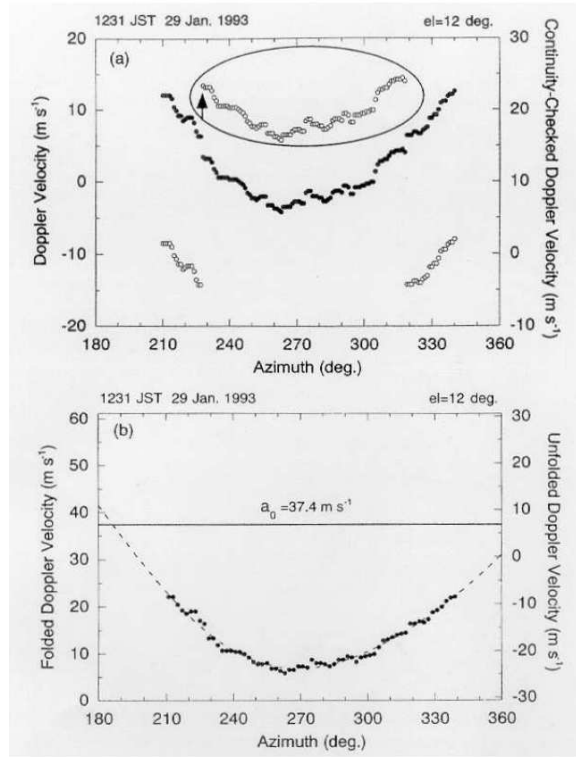 1231 JST 29 Jan. 1993 el=12 deg.
(a)
20
10
0
-10
-20
30
20
10
0
-10
180 210 240 270 300 330 360
Doppler Velocity (m s⁻¹)
Continuity-Checked Doppler Velocity (m s⁻¹)
Azimuth (deg.)
1231 JST 29 Jan. 1993 el=12 deg.
(b)
a₀ =37.4 m s⁻¹
60
50
40
30
20
10
0
30
20
10
0
-10
-20
-30
180 210 240 270 300 330 360
Folded Doppler Velocity (m s⁻¹)
Unfolded Doppler Velocity (m s⁻¹)
Azimuth (deg.)